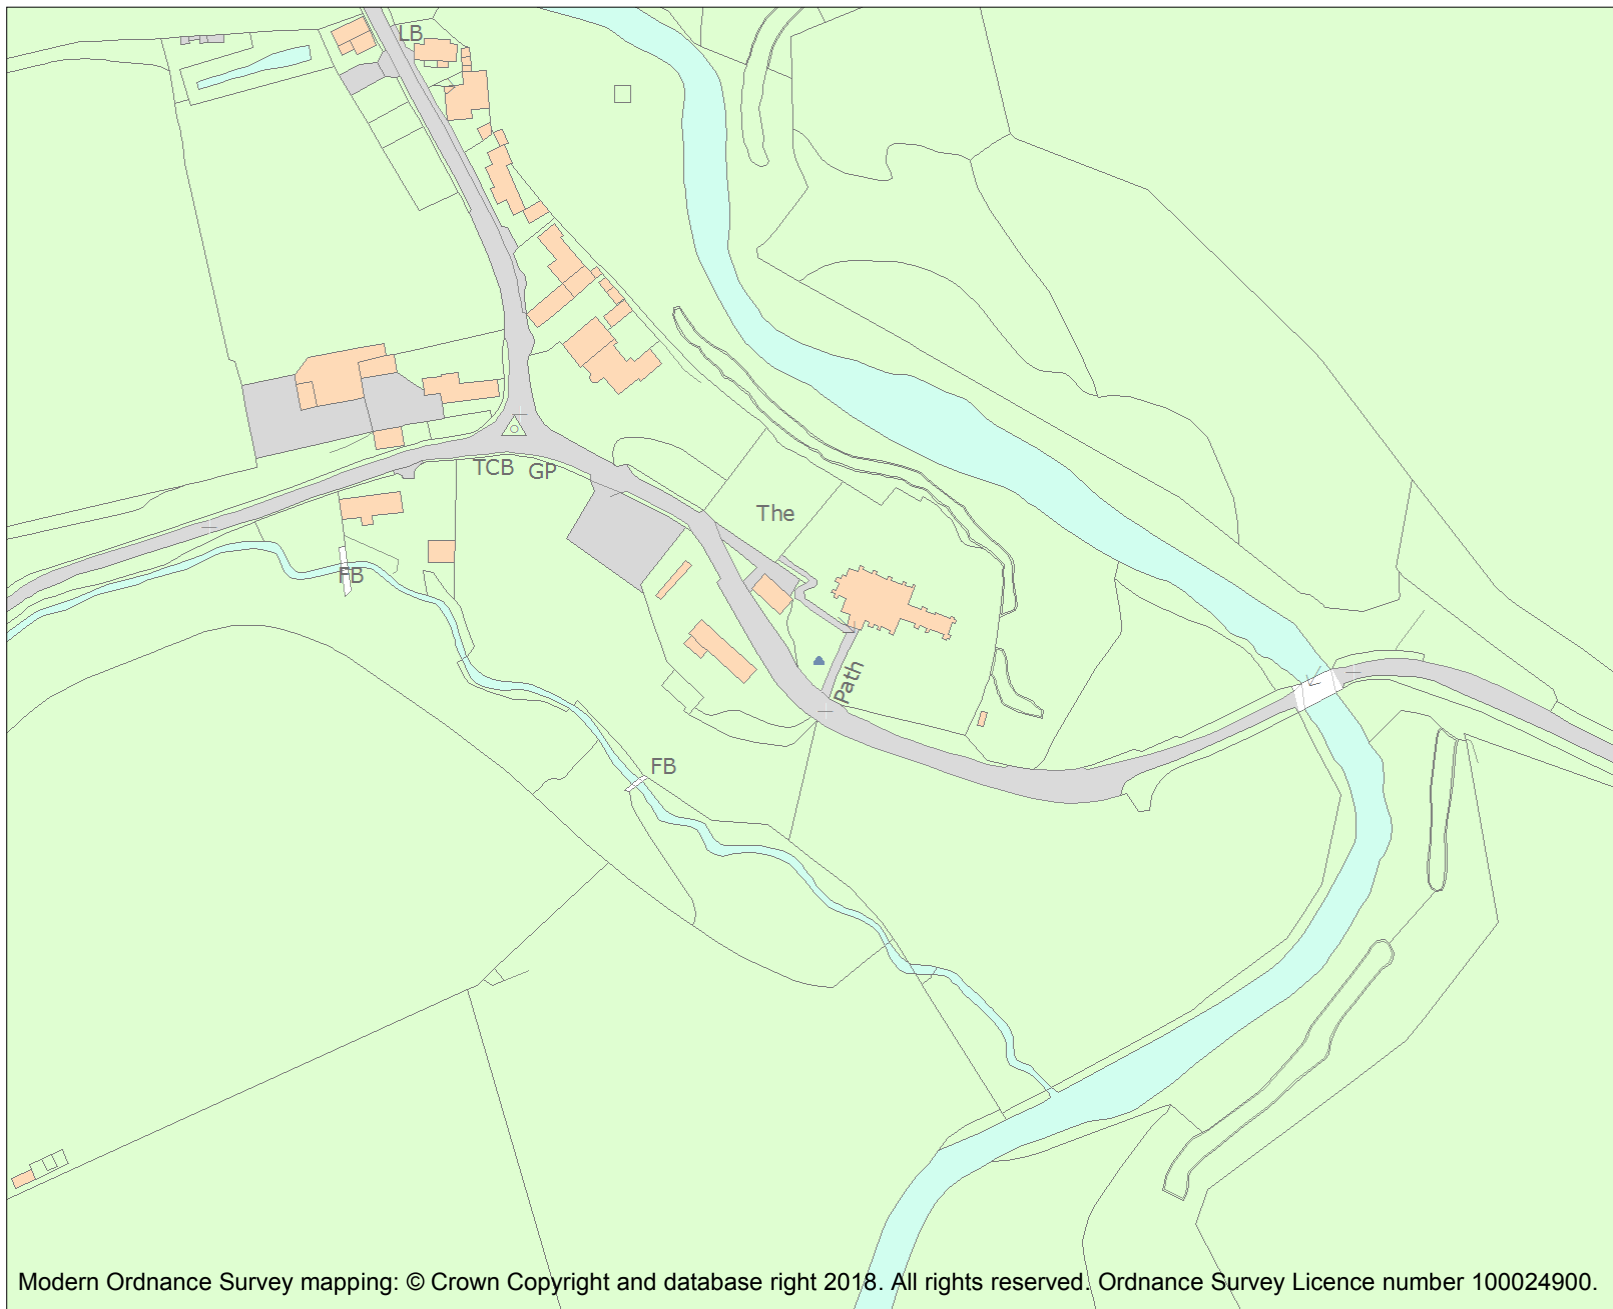 LB
TCB GP
The
FB
Path
FB
Modern Ordnance Survey mapping: © Crown Copyright and database right 2018. All rights reserved. Ordnance Survey Licence number 100024900.